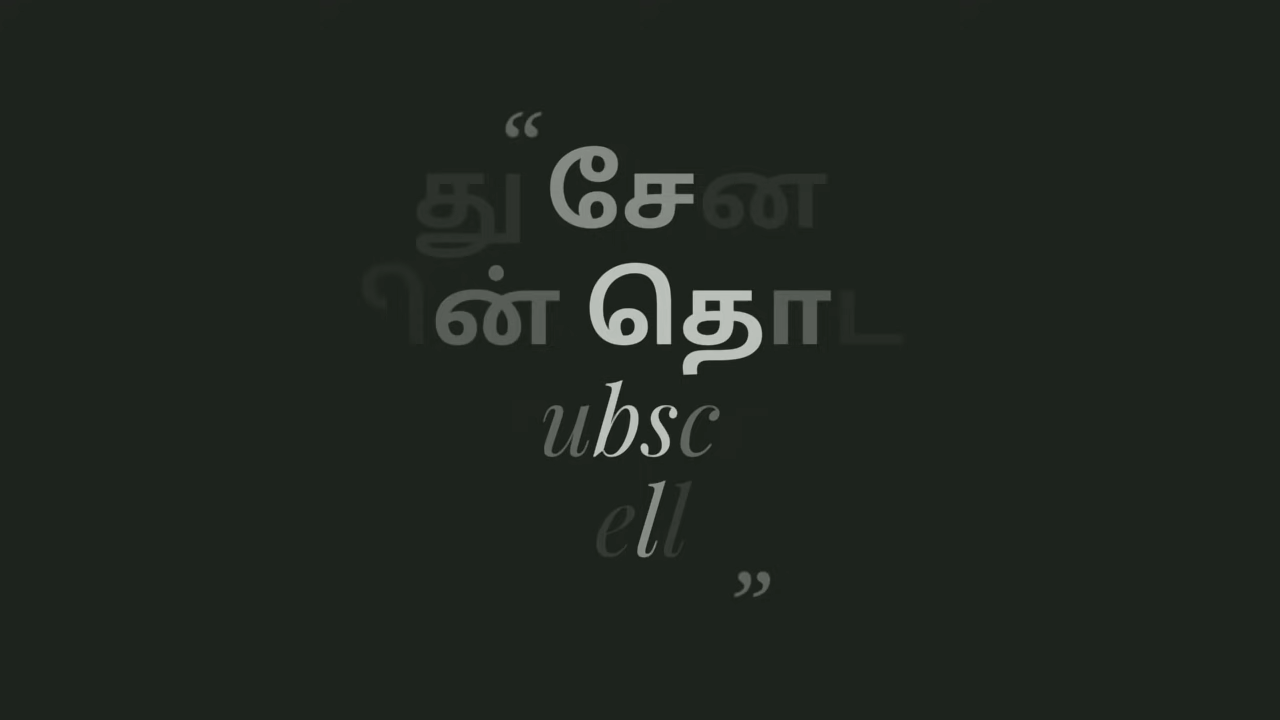 “
து சேன
ின் தொட
ubsc
ell
”